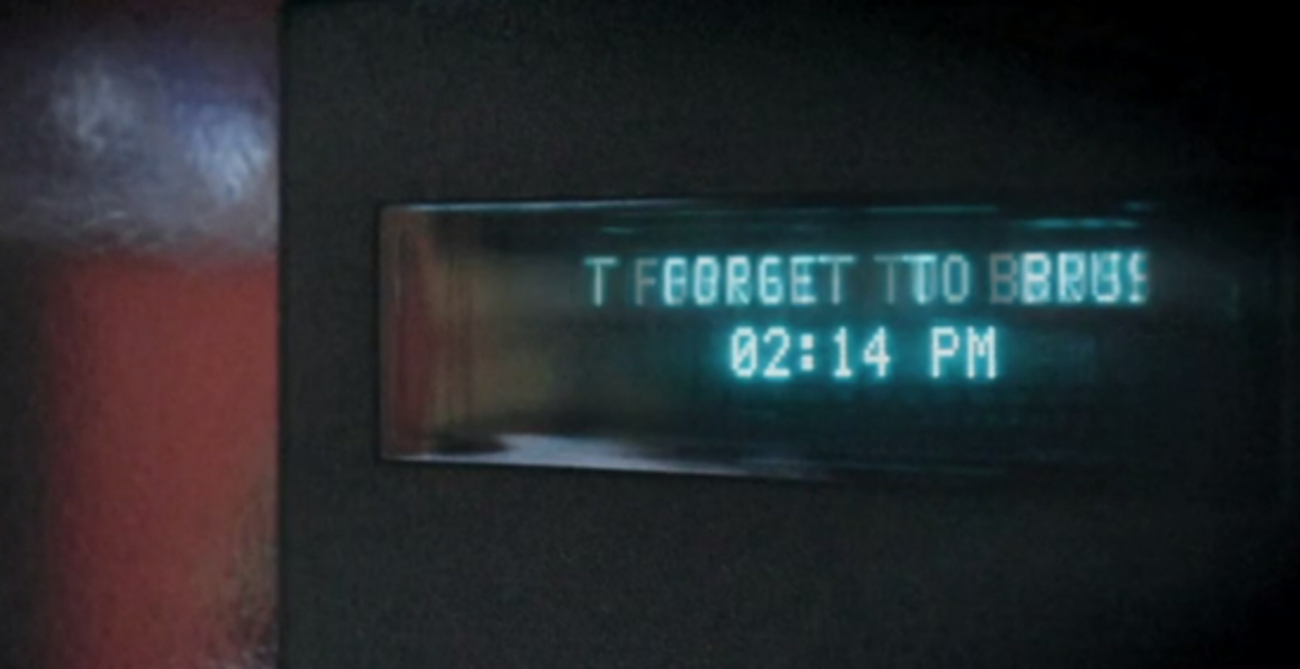 T FORGET TO BRUS
02:14 PM